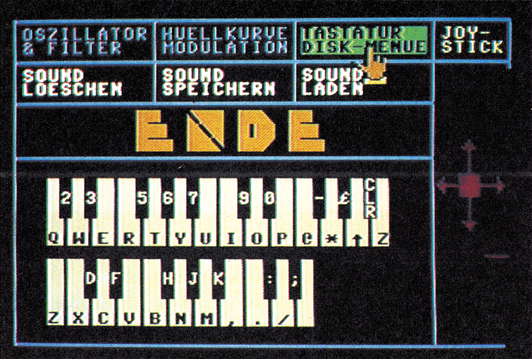 OSZILLATOR
& FILTER
HUELLKURVE
MODULATION
TASTATUR
DISK-MENUE
JOY-
STICK
SOUND
LOESCHEN
SOUND
SPEICHERN
SOUND
LADEN
ENDE
2 3 5 6 7 9 0 - £ CLR
Q W E R T Y U I O P @ * ↑ Z
D F H J K : ;
Z X C V B N M , . /